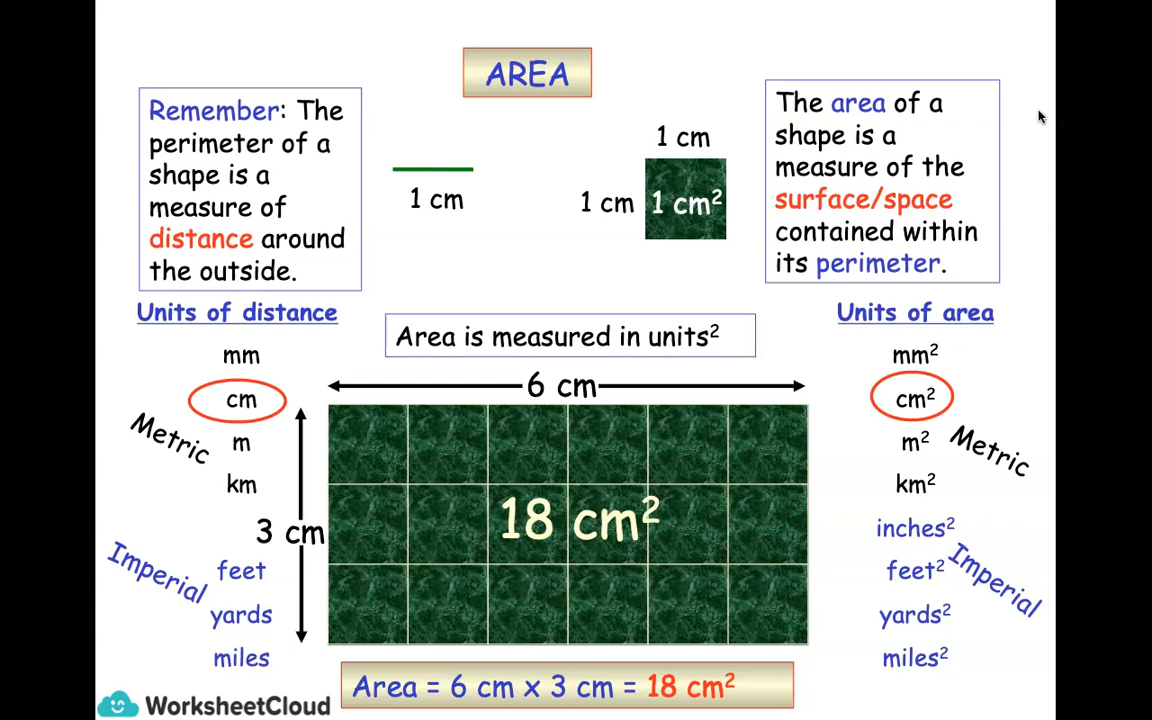 AREA
Remember: The
perimeter of a
shape is a
measure of
distance around
the outside.
1 cm
1 cm
1 cm
1 cm²
The area of a
shape is a
measure of the
surface/space
contained within
its perimeter.
Units of distance
mm
cm
m
km
Metric
feet
yards
miles
Imperial
Area is measured in units²
6 cm
3 cm
18 cm²
Area = 6 cm x 3 cm = 18 cm²
Units of area
mm²
cm²
m²
km²
Metric
inches²
feet²
yards²
miles²
Imperial
WorksheetCloud